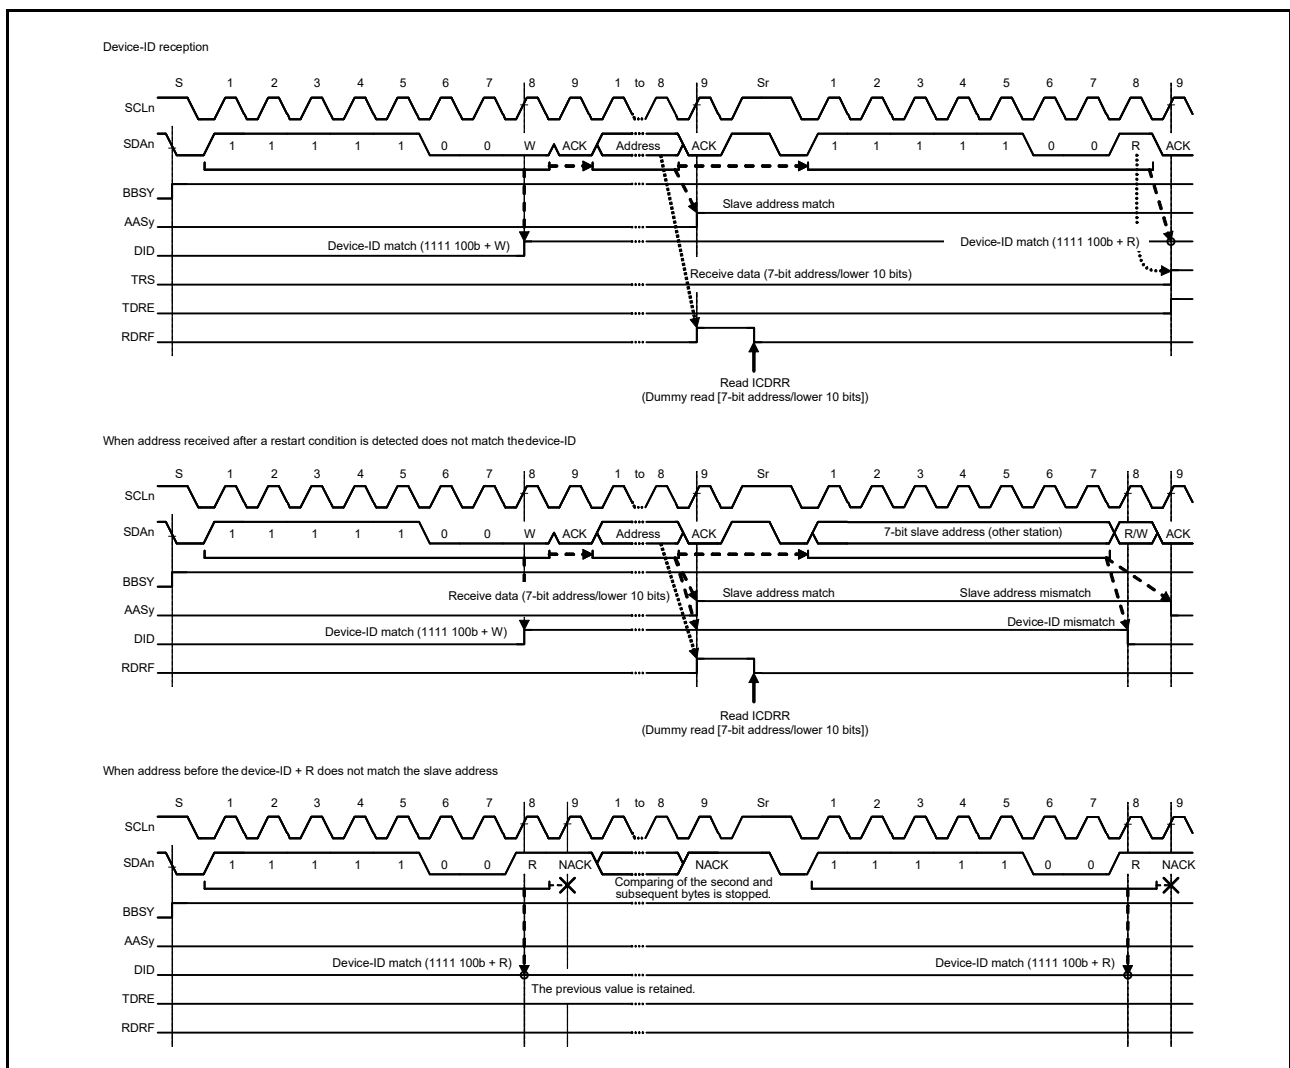 Device-ID reception
S 1 2 3 4 5 6 7 8 9 1 to 8 9 Sr 1 2 3 4 5 6 7 8 9
SCLn
SDAn 1 1 1 1 1 0 0 W ACK Address ACK 1 1 1 1 1 0 0 R ACK
BBSY
Slave address match
AASy
Device-ID match (1111 100b + W) Device-ID match (1111 100b + R)
DID
Receive data (7-bit address/lower 10 bits)
TRS
TDRE
RDRF
Read ICDRR
(Dummy read [7-bit address/lower 10 bits])
When address received after a restart condition is detected does not match the device-ID
S 1 2 3 4 5 6 7 8 9 1 to 8 9 Sr 1 2 3 4 5 6 7 8 9
SCLn
SDAn 1 1 1 1 1 0 0 W ACK Address ACK 7-bit slave address (other station) R/W ACK
BBSY
Receive data (7-bit address/lower 10 bits) Slave address match Slave address mismatch
AASy
Device-ID mismatch
Device-ID match (1111 100b + W)
DID
RDRF
Read ICDRR
(Dummy read [7-bit address/lower 10 bits])
When address before the device-ID + R does not match the slave address
S 1 2 3 4 5 6 7 8 9 1 to 8 9 Sr 1 2 3 4 5 6 7 8 9
SCLn
SDAn 1 1 1 1 1 0 0 R NACK NACK 1 1 1 1 1 0 0 R NACK
Comparing of the second and
subsequent bytes is stopped.
BBSY
AASy
Device-ID match (1111 100b + R) Device-ID match (1111 100b + R)
DID
The previous value is retained.
TDRE
RDRF